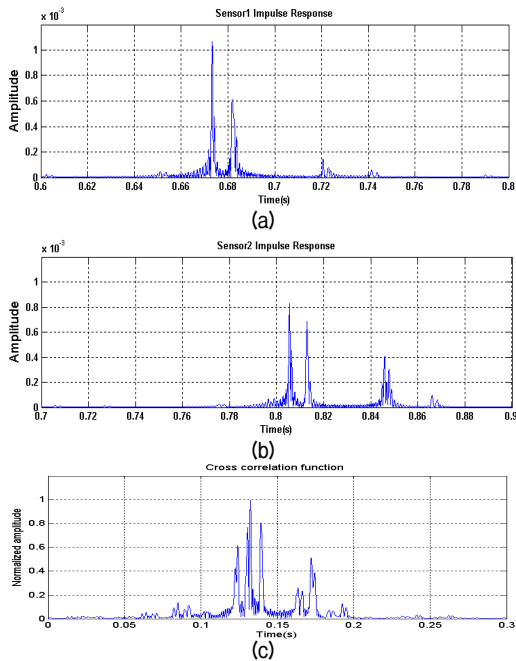 x 10-3
Sensor1 Impulse Response
1
0.8
0.6
0.4
0.2
0
Amplitude
0.6 0.62 0.64 0.66 0.68 0.7 0.72 0.74 0.76 0.78 0.8
Time(s)
(a)
x 10-3
Sensor2 Impulse Response
1
0.8
0.6
0.4
0.2
0
Amplitude
0.7 0.72 0.74 0.76 0.78 0.8 0.82 0.84 0.86 0.88 0.9
Time(s)
(b)
Cross correlation function
1
0.8
0.6
0.4
0.2
0
Normalized amplitude
0 0.05 0.1 0.15 0.2 0.25 0.3
Time(s)
(c)